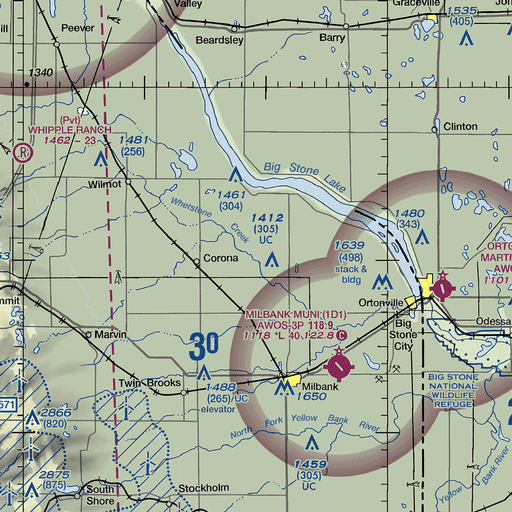 Valley
Graceville
1535
(405)
Peever
Beardsley
Barry
1340
Clinton
(Pvt)
WHIPPLE RANCH
1462 - 23
R
1481
(256)
Wilmot
Big Stone Lake
1461
(304)
Whetstone Creek
1412
(305)
UC
1480
(343)
1639
(498)
stack &
bldg
Corona
Ortonville
Big
Stone
City
Odessa
MILBANK MUNI (1D1)
AWOS-3P 118.9
1118 *L 40 122.8 C
Marvin
30
Twin Brooks
1488
(265) UC
elevator
Milbank
1650
BIG STONE
NATIONAL
WILDLIFE
REFUGE
North Fork Yellow Bank River
571
2866
(820)
1459
(305)
UC
2875
(875)
South
Shore
Stockholm
Yellow Bank River